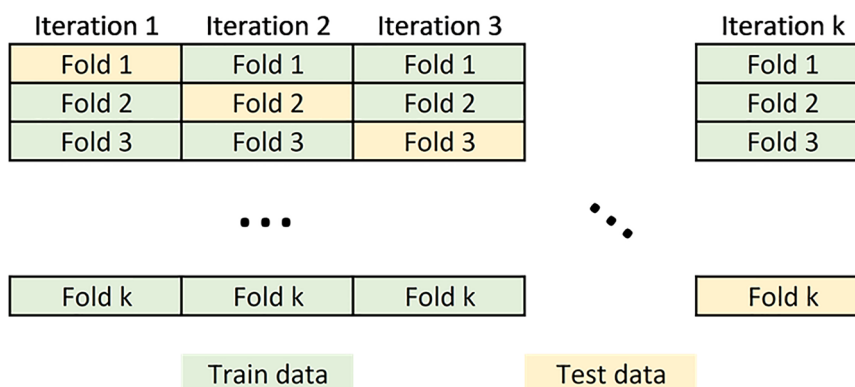 Iteration 1 Iteration 2 Iteration 3 Iteration k
Fold 1 Fold 1 Fold 1 Fold 1
Fold 2 Fold 2 Fold 2 Fold 2
Fold 3 Fold 3 Fold 3 Fold 3
Fold k Fold k Fold k Fold k
Train data Test data